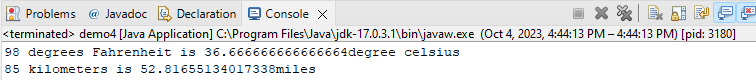 Problems @ Javadoc Declaration Console ×
<terminated> demo4 [Java Application] C:\Program Files\Java\jdk-17.0.3.1\bin\javaw.exe (Oct 4, 2023, 4:44:13 PM – 4:44:13 PM) [pid: 3180]
98 degrees Fahrenheit is 36.666666666666664degree celsius
85 kilometers is 52.81655134017338miles